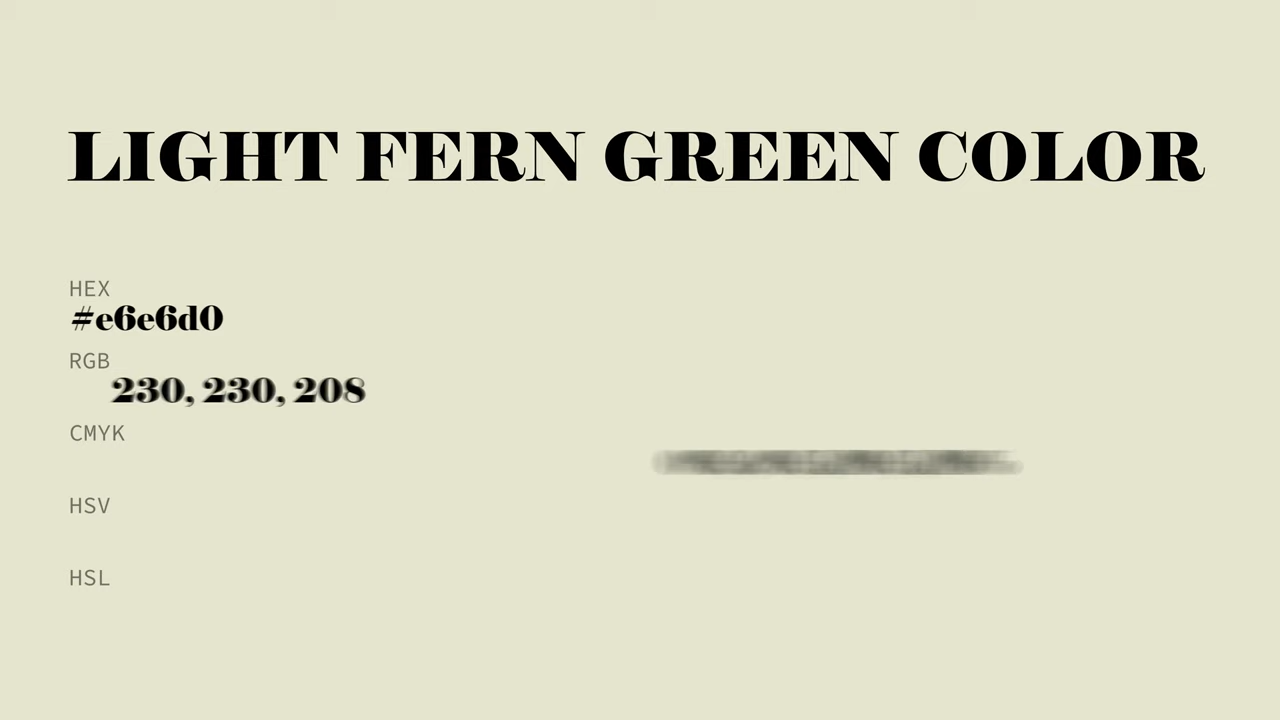 LIGHT FERN GREEN COLOR
HEX
#e6e6d0
RGB
230, 230, 208
CMYK
HSV
HSL